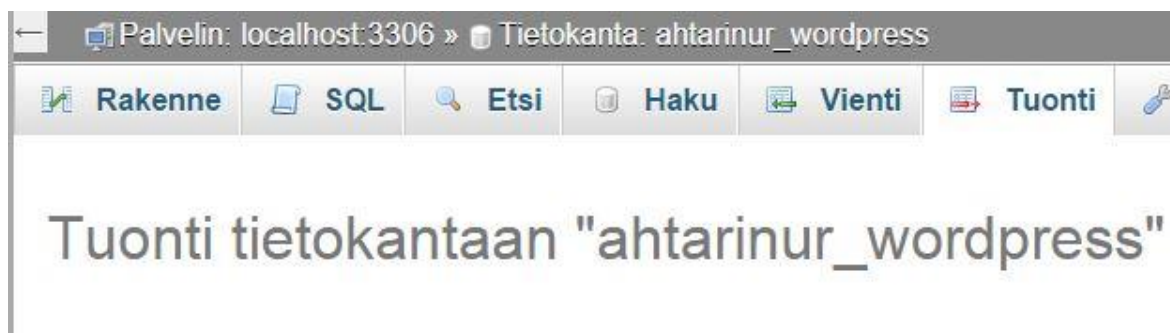 ← Palvelin: localhost:3306 » Tietokanta: ahtarinur_wordpress
Rakenne SQL Etsi Haku Vienti Tuonti
Tuonti tietokantaan "ahtarinur_wordpress"